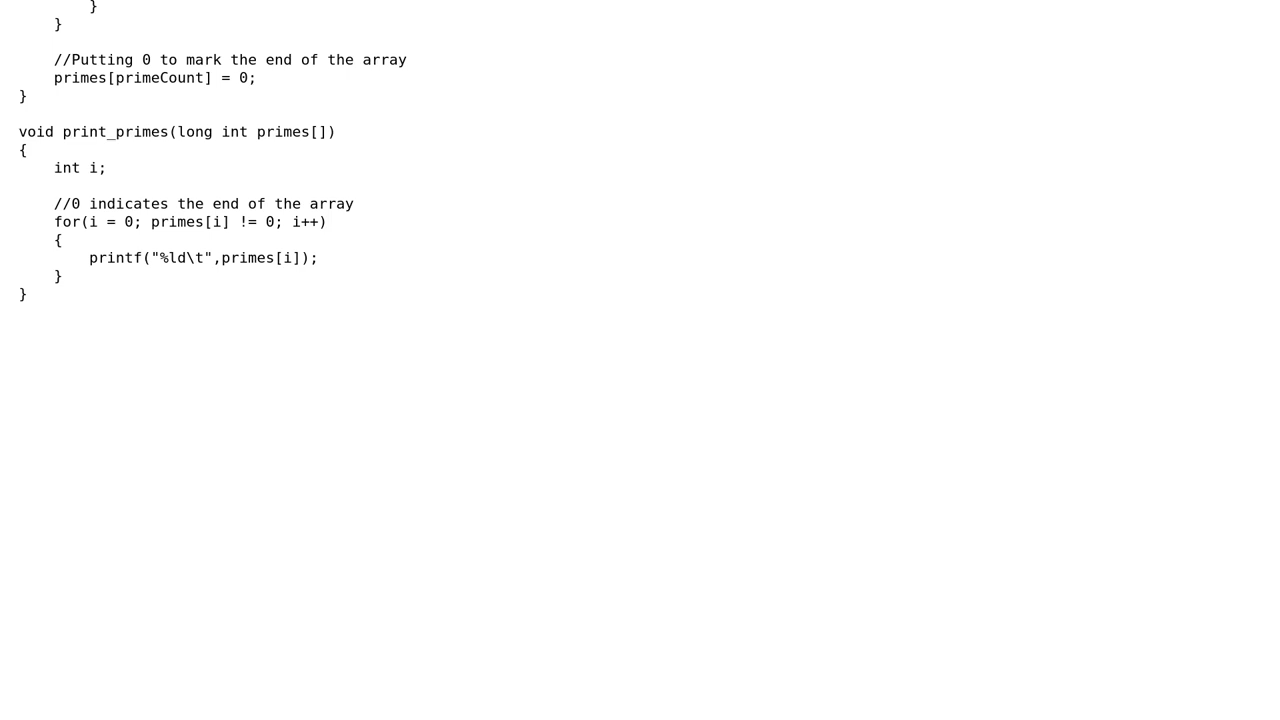 }
    }

    //Putting 0 to mark the end of the array
    primes[primeCount] = 0;
}

void print_primes(long int primes[])
{
    int i;

    //0 indicates the end of the array
    for(i = 0; primes[i] != 0; i++)
    {
        printf("%ld\t",primes[i]);
    }
}